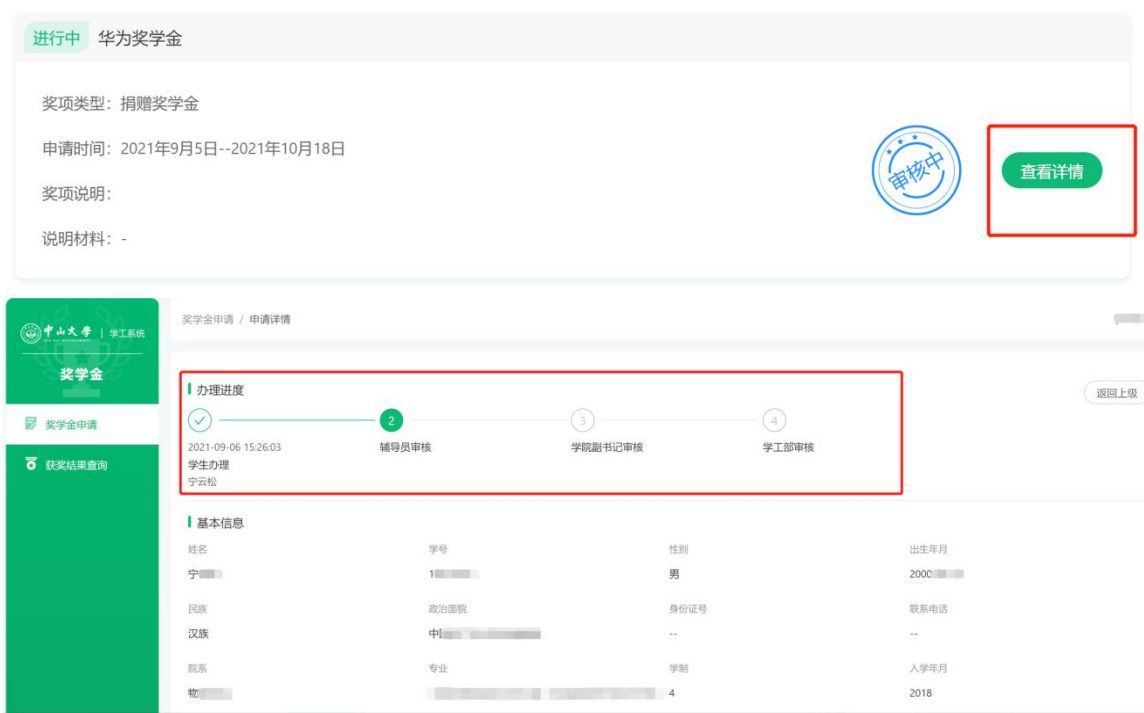 进行中 华为奖学金
奖项类型：捐赠奖学金
申请时间：2021年9月5日--2021年10月18日
奖项说明：
说明材料：-
审核中
查看详情
中山大学 | 学工系统
奖学金
奖学金申请
获奖结果查询
奖学金申请 / 申请详情
返回上级
办理进度
2 3 4
2021-09-06 15:26:03 辅导员审核 学院副书记审核 学工部审核
学生办理
宁云松
基本信息
姓名 学号 性别 出生年月
宁 1 男 2000
民族 政治面貌 身份证号 联系电话
汉族 中 -- --
院系 专业 学制 入学年月
物 4 2018